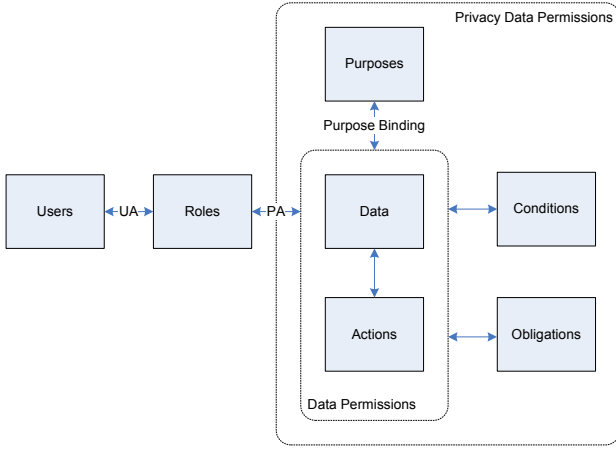 Privacy Data Permissions
Purposes
Purpose Binding
Users
UA
Roles
PA
Data
Conditions
Actions
Obligations
Data Permissions